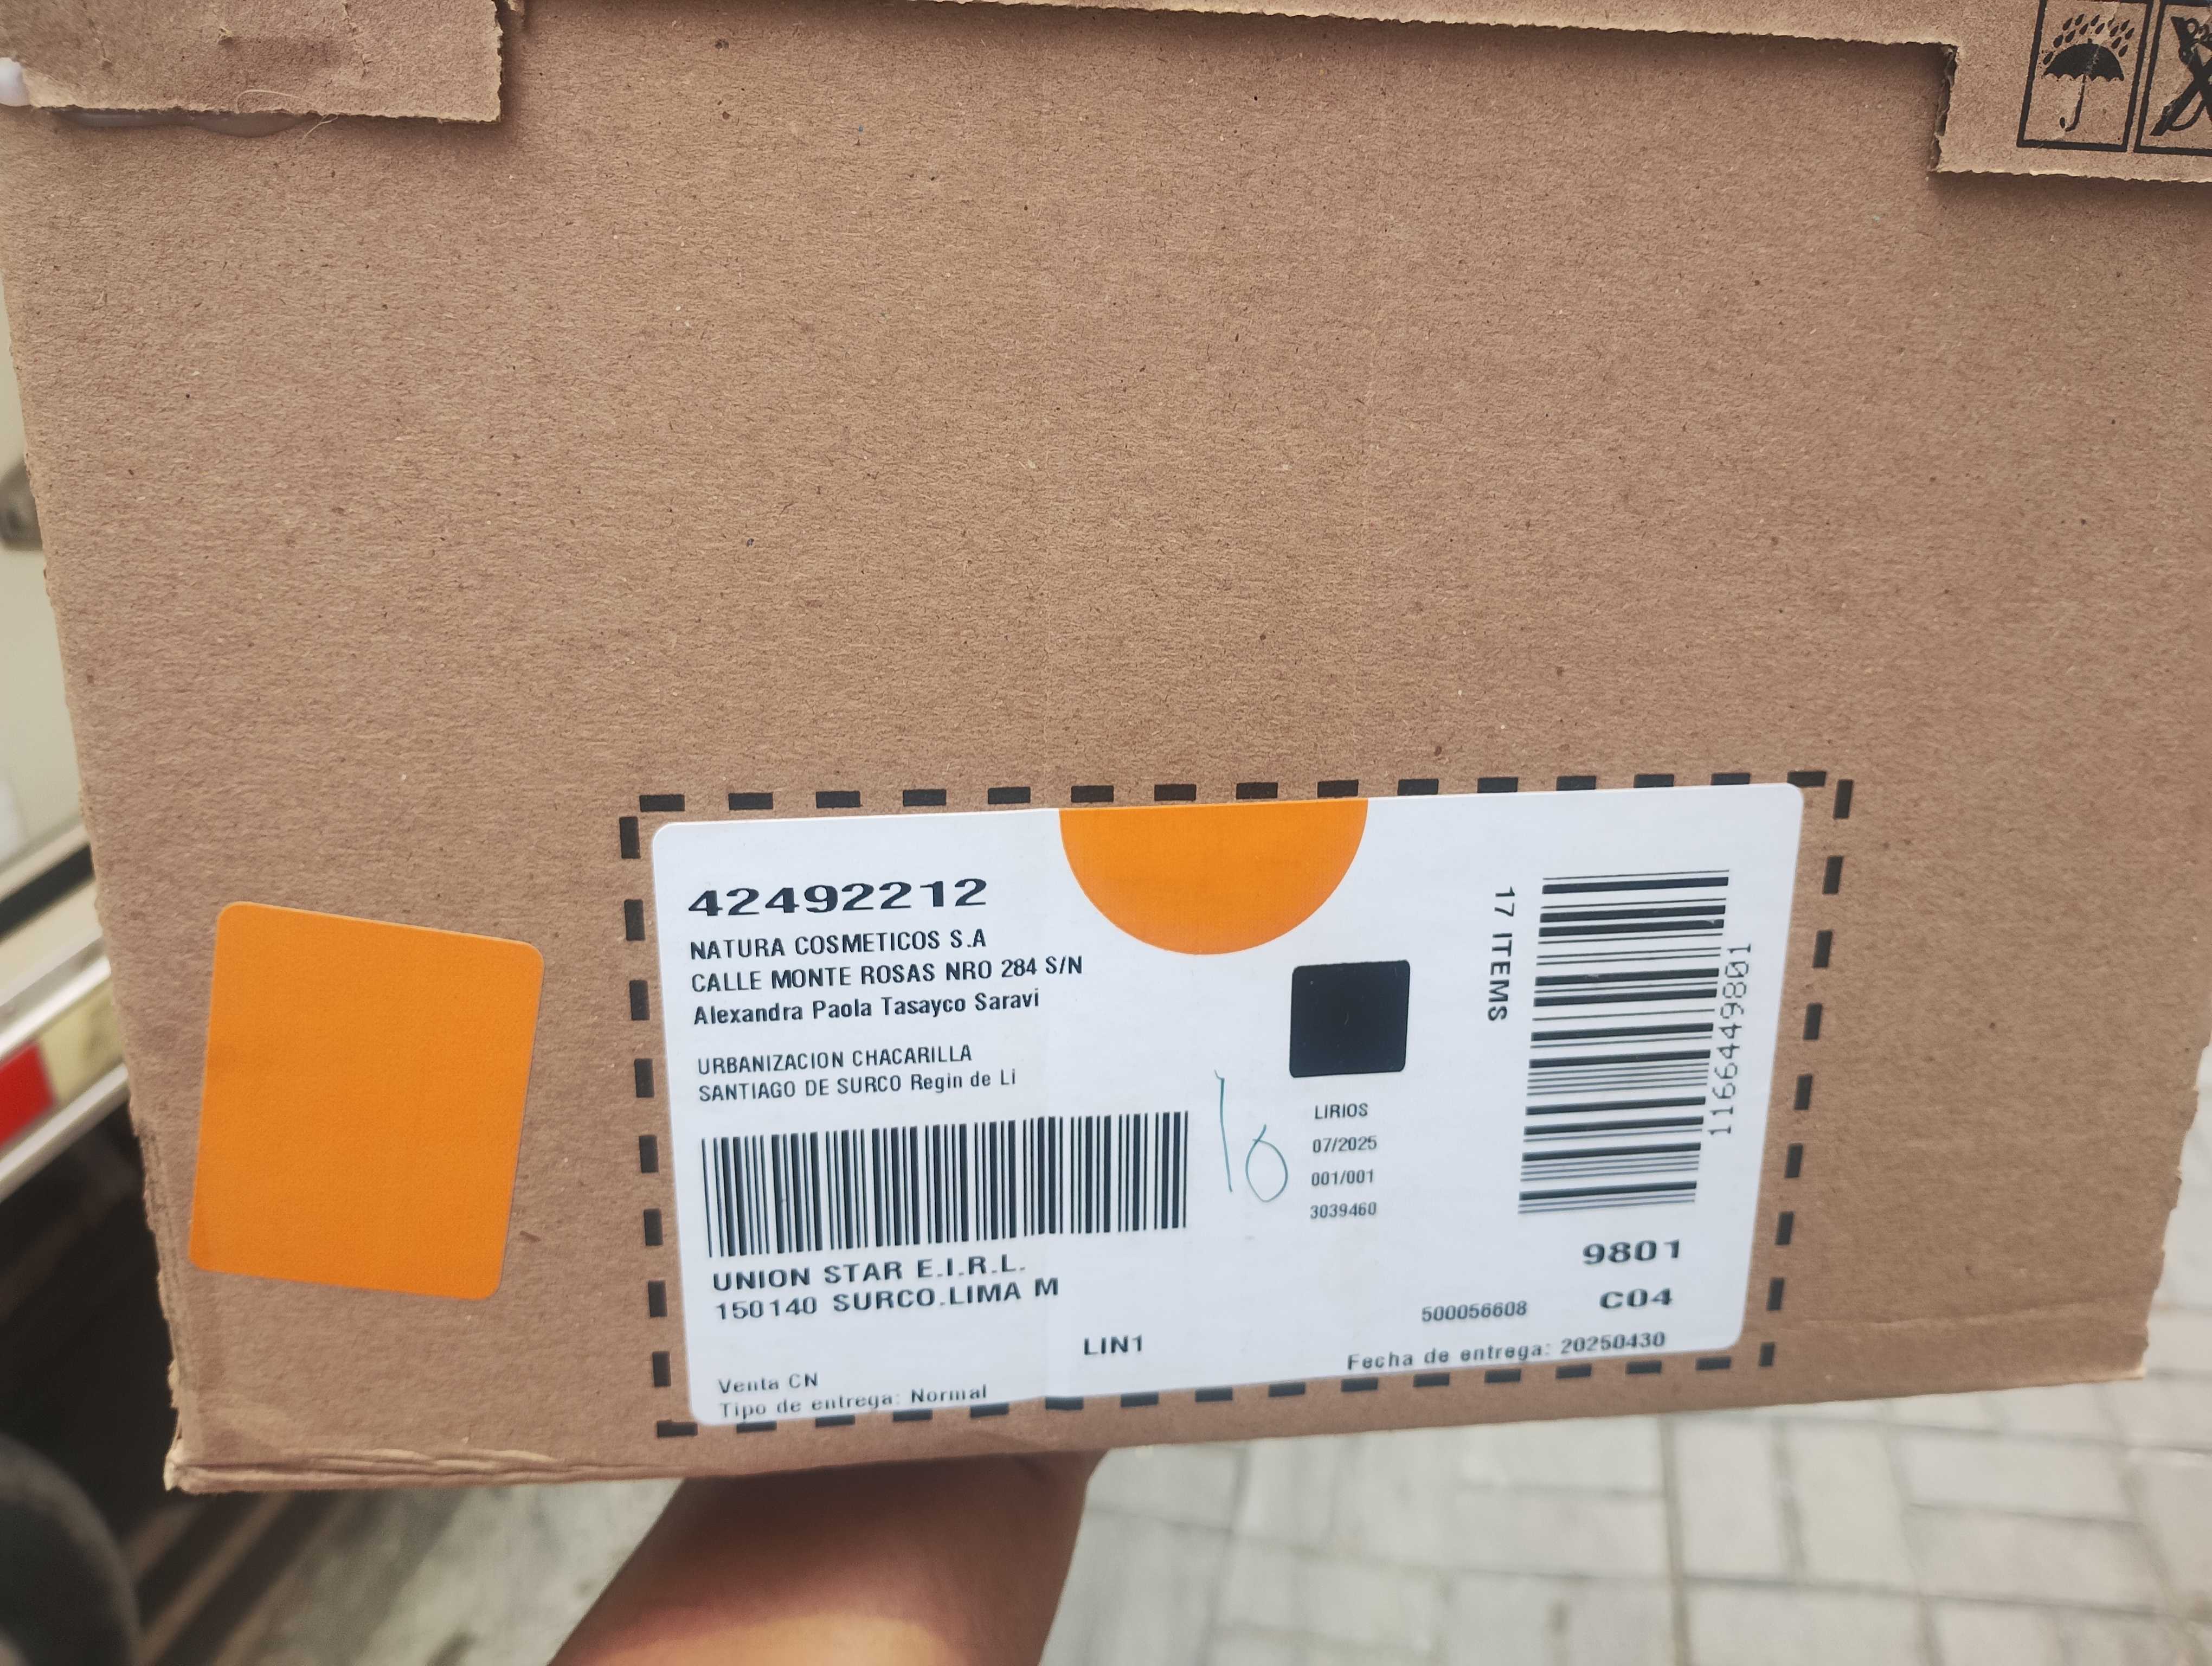 42492212
NATURA COSMETICOS S.A
CALLE MONTE ROSAS NRO 284 S/N
Alexandra Paola Tasayco Saravi
URBANIZACION CHACARILLA
SANTIAGO DE SURCO Regin de Li
UNION STAR E.I.R.L.
150140 SURCO.LIMA M
LIN1
Venta CN
Tipo de entrega: Normal
10
LIRIOS
07/2025
001/001
3039460
17 ITEMS
11664449801
9801
C04
500056608
Fecha de entrega: 20250430